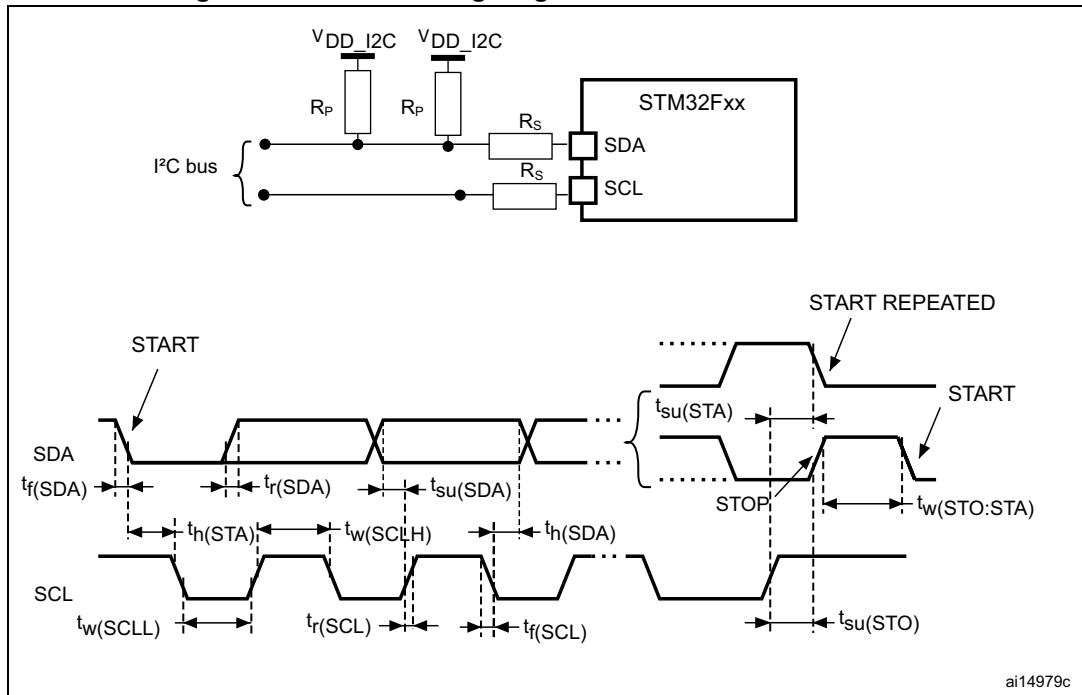 VDD_I2C VDD_I2C
STM32Fxx
RP RP RS
SDA
I²C bus
RS
SCL
START REPEATED
START
START
tsu(STA)
SDA
tf(SDA) tr(SDA) tsu(SDA)
STOP
tw(STO:STA)
th(STA) tw(SCLH) th(SDA)
SCL
tw(SCLL) tr(SCL) tf(SCL) tsu(STO)
ai14979c